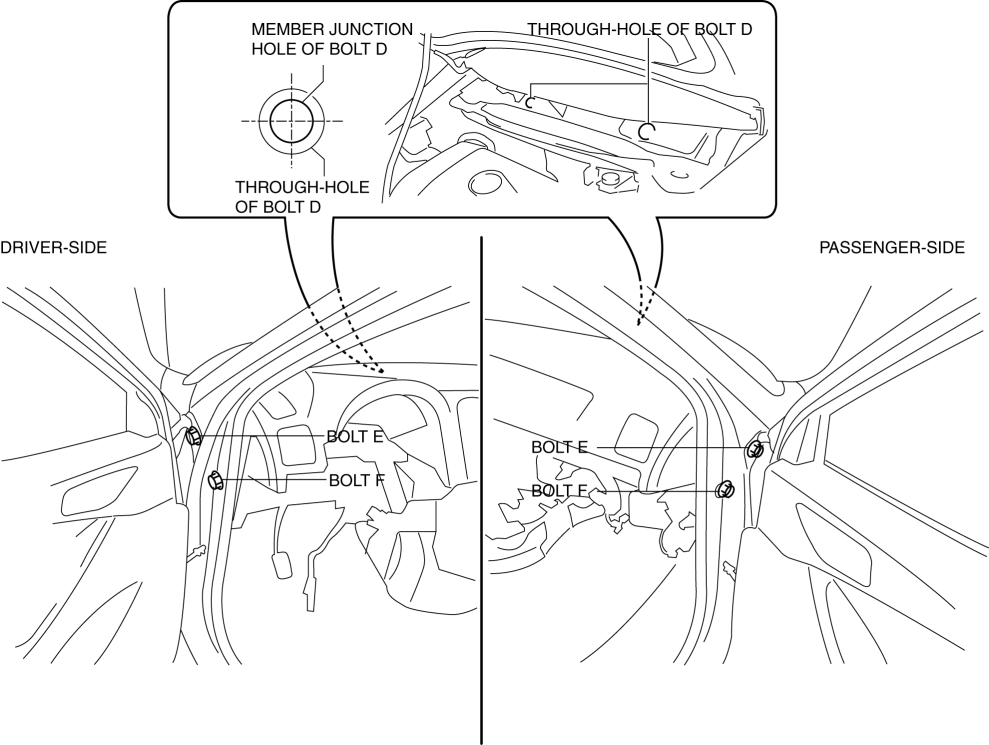 MEMBER JUNCTION
HOLE OF BOLT D
THROUGH-HOLE OF BOLT D
THROUGH-HOLE
OF BOLT D
DRIVER-SIDE
PASSENGER-SIDE
BOLT E
BOLT F
BOLT E
BOLT F